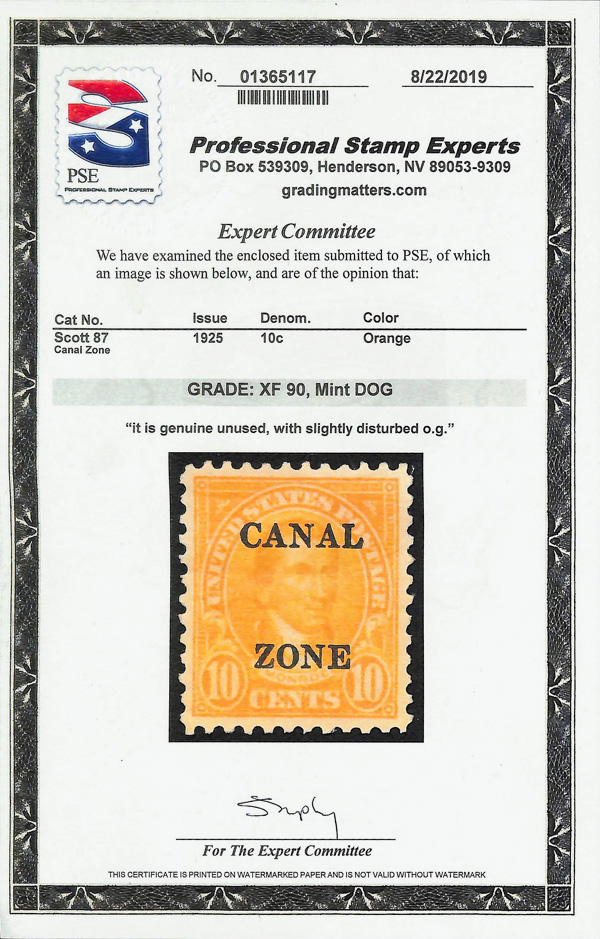 No. 01365117 8/22/2019
PSE
PROFESSIONAL STAMP EXPERTS
Professional Stamp Experts
PO Box 539309, Henderson, NV 89053-9309
gradingmatters.com
Expert Committee
We have examined the enclosed item submitted to PSE, of which
an image is shown below, and are of the opinion that:
Cat No. Issue Denom. Color
Scott 87 1925 10c Orange
Canal Zone
GRADE: XF 90, Mint DOG
“it is genuine unused, with slightly disturbed o.g.”
UNITED STATES POSTAGE
CANAL
ZONE
MONROE
10 CENTS 10
For The Expert Committee
THIS CERTIFICATE IS PRINTED ON WATERMARKED PAPER AND IS NOT VALID WITHOUT WATERMARK